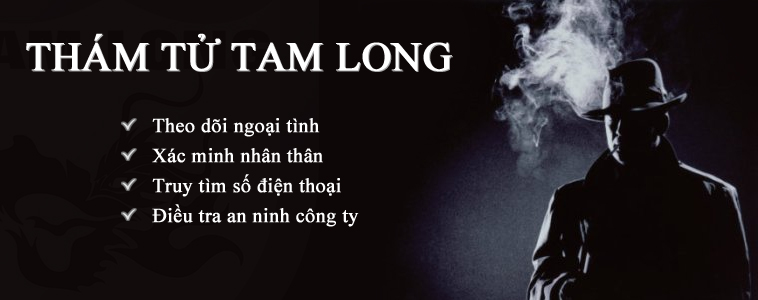 THÁM TỬ TAM LONG
Theo dõi ngoại tình
Xác minh nhân thân
Truy tìm số điện thoại
Điều tra an ninh công ty